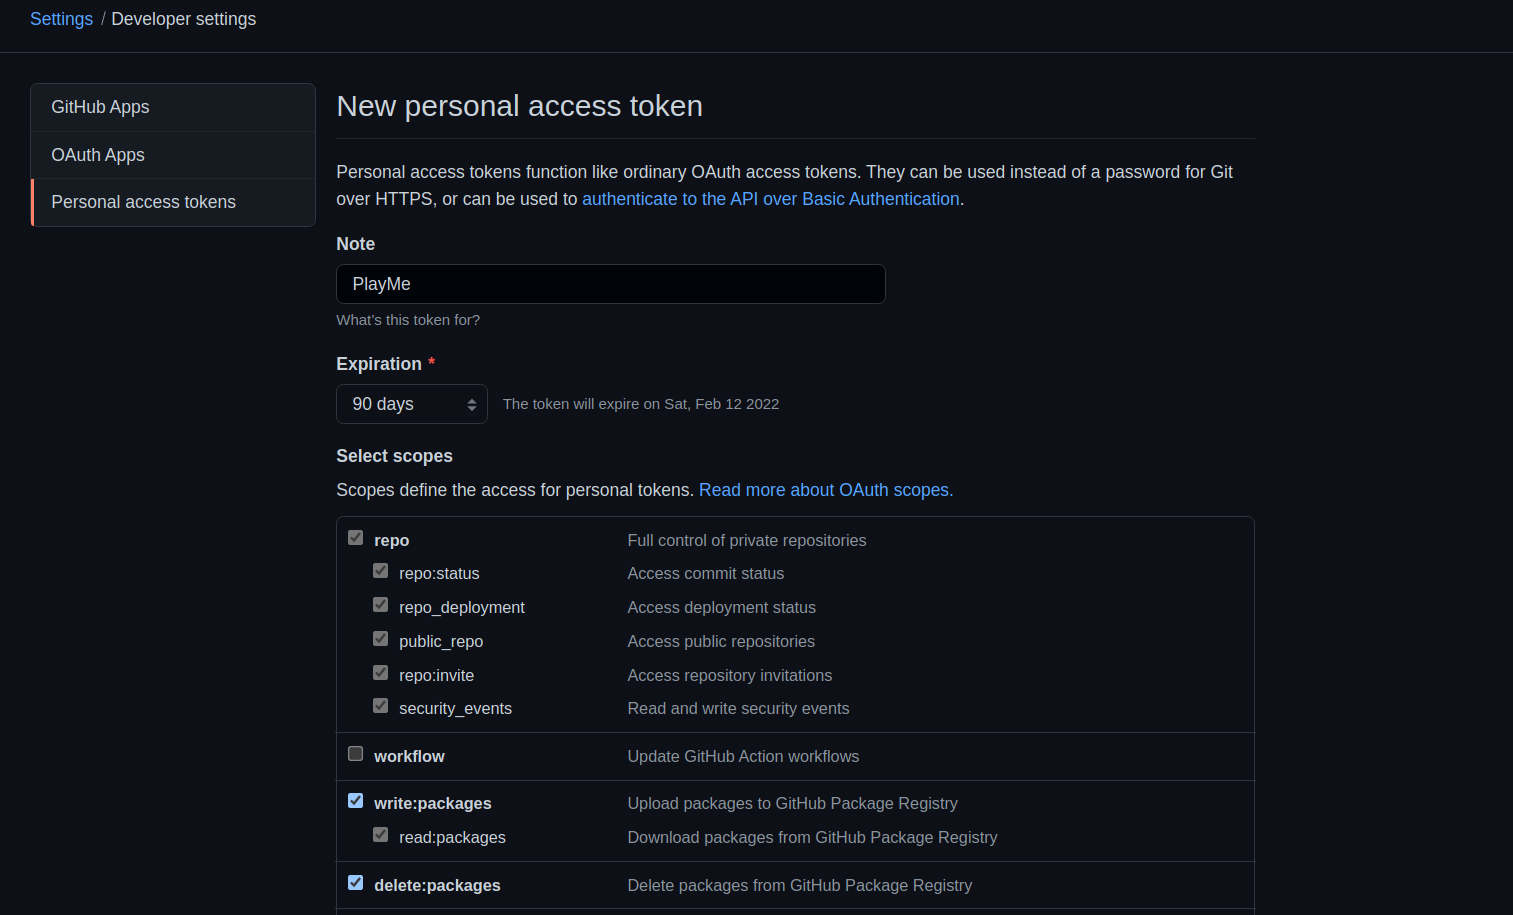 Settings / Developer settings
GitHub Apps
OAuth Apps
Personal access tokens
New personal access token
Personal access tokens function like ordinary OAuth access tokens. They can be used instead of a password for Git
over HTTPS, or can be used to authenticate to the API over Basic Authentication.
Note
PlayMe
What's this token for?
Expiration *
90 days The token will expire on Sat, Feb 12 2022
Select scopes
Scopes define the access for personal tokens. Read more about OAuth scopes.
repo Full control of private repositories
repo:status Access commit status
repo_deployment Access deployment status
public_repo Access public repositories
repo:invite Access repository invitations
security_events Read and write security events
workflow Update GitHub Action workflows
write:packages Upload packages to GitHub Package Registry
read:packages Download packages from GitHub Package Registry
delete:packages Delete packages from GitHub Package Registry